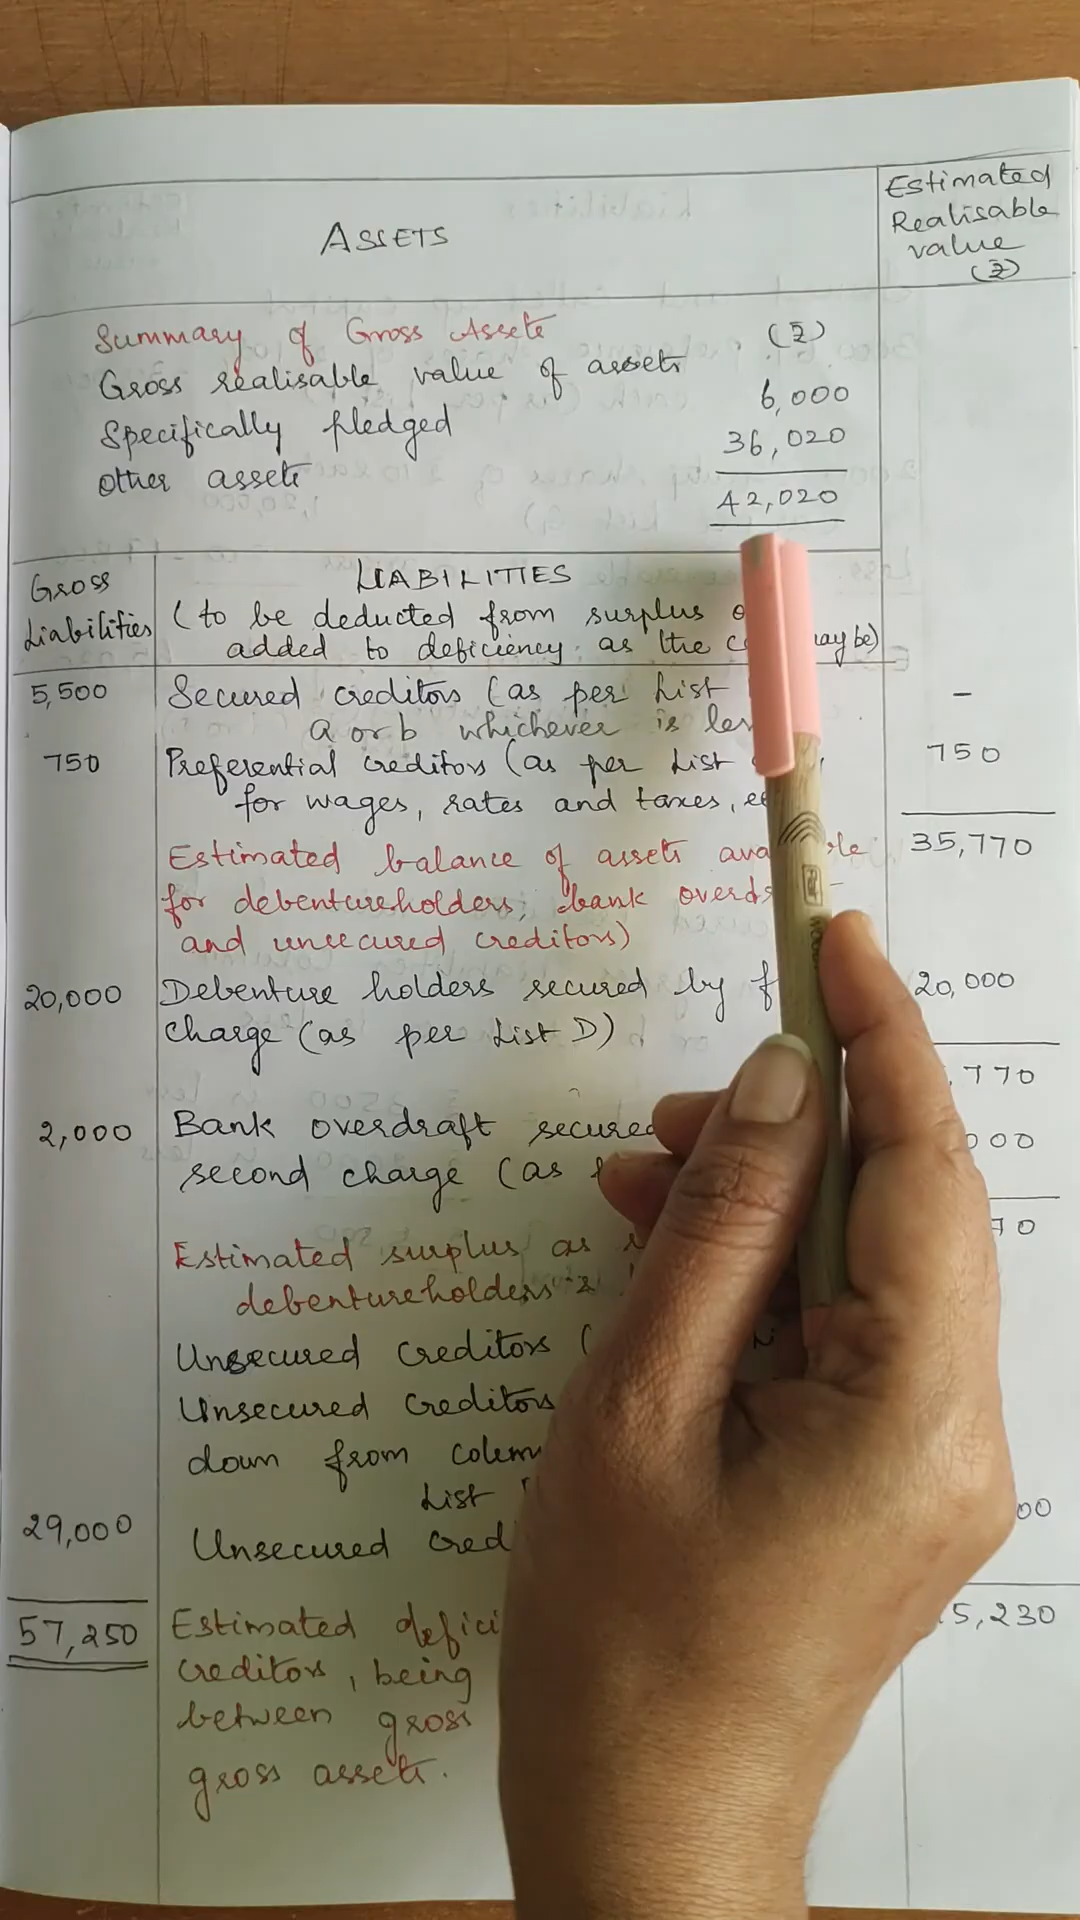 ASSETS
Estimated
Realisable
value
(₹)
Summary of Gross Assets (₹)
Gross realisable value of assets
Specifically pledged 6,000
other assets 36,020
42,020
Gross
Liabilities
LIABILITIES
(to be deducted from surplus
added to deficiency as the may be)
5,500 Secured creditors (as per List -
a or b whichever is
750 Preferential creditors (as per List 750
for wages, rates and taxes,
Estimated balance of assets 35,770
for debentureholders, bank
and unsecured creditors)
20,000 Debenture holders secured by 20,000
charge (as per List D)
770
2,000 Bank overdraft secured 000
second charge (as
70
Estimated surplus as
debentureholders
Unsecured creditors (
Unsecured creditors
down from
List
29,000 Unsecured 00
57,250 Estimated 5,230
creditors, being
between gross
gross assets.